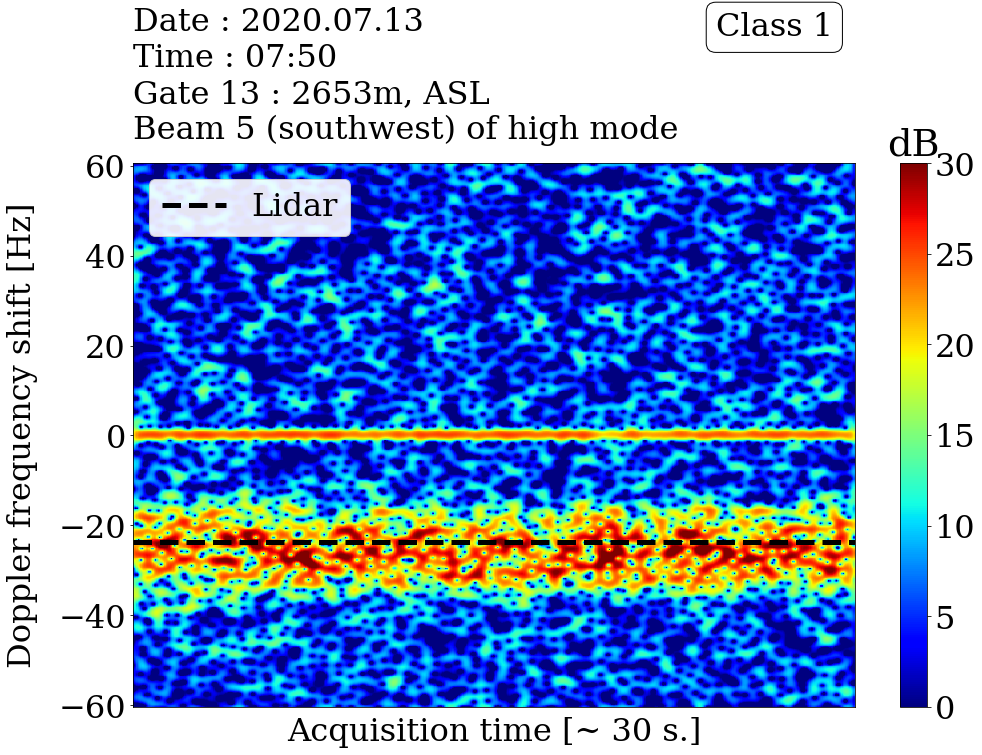 Date : 2020.07.13
Time : 07:50
Gate 13 : 2653m, ASL
Beam 5 (southwest) of high mode
Class 1
dB
Lidar
Doppler frequency shift [Hz]
60
40
20
0
−20
−40
−60
30
25
20
15
10
5
0
Acquisition time [~ 30 s.]